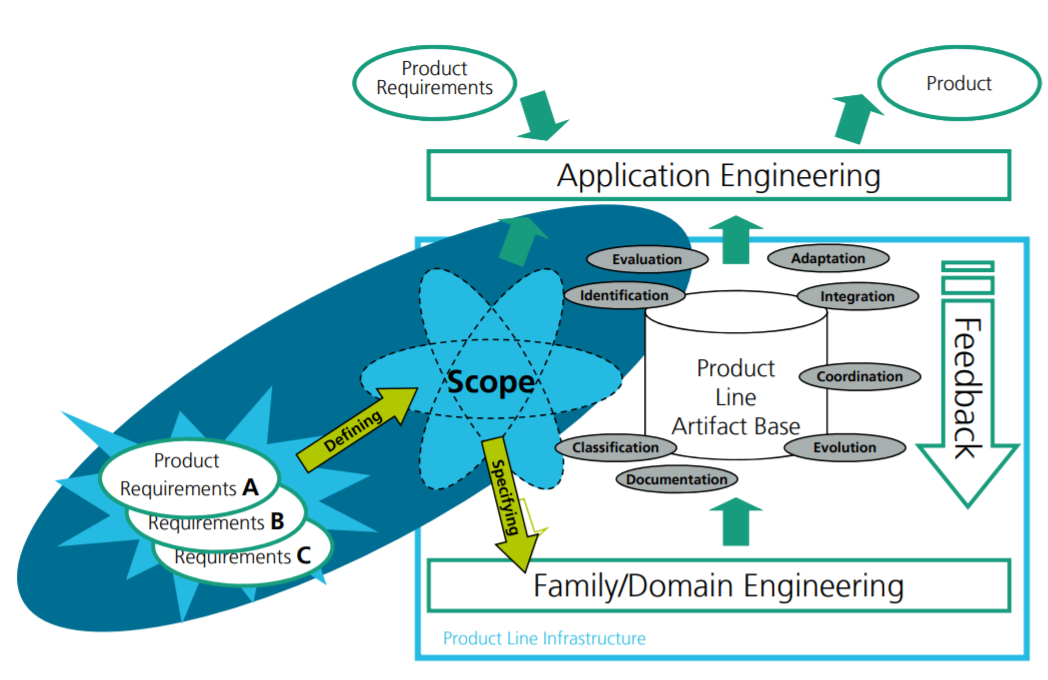 Product
Requirements
Product
Application Engineering
Evaluation
Adaptation
Identification
Integration
Product
Line
Artifact Base
Coordination
Classification
Evolution
Documentation
Feedback
Scope
Defining
Specifying
Product
Requirements A
Requirements B
Requirements C
Family/Domain Engineering
Product Line Infrastructure